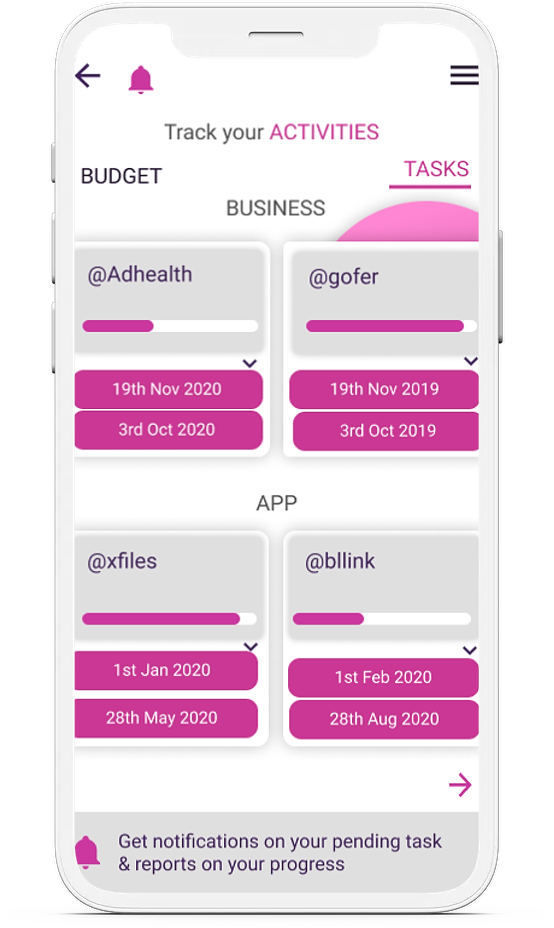 Track your ACTIVITIES
BUDGET
TASKS
BUSINESS
@Adhealth
@gofer
19th Nov 2020
19th Nov 2019
3rd Oct 2020
3rd Oct 2019
APP
@xfiles
@bllink
1st Jan 2020
1st Feb 2020
28th May 2020
28th Aug 2020
Get notifications on your pending task
& reports on your progress